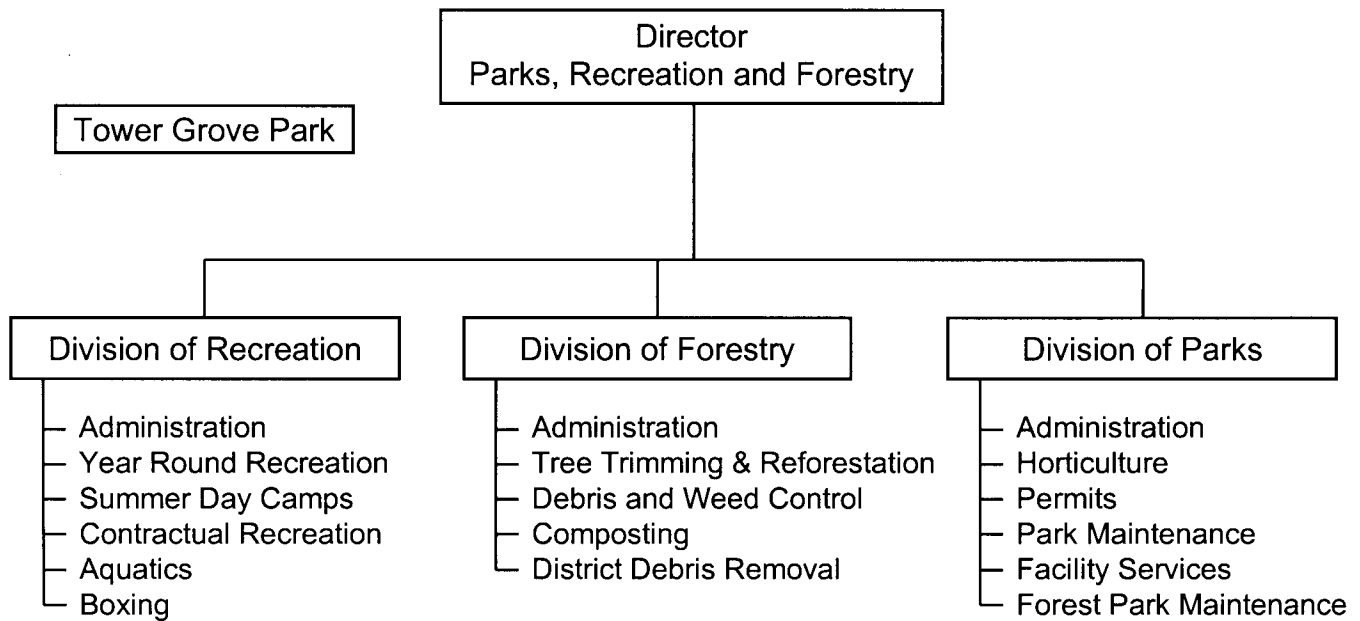 Director
Parks, Recreation and Forestry
Tower Grove Park
Division of Recreation
Administration
Year Round Recreation
Summer Day Camps
Contractual Recreation
Aquatics
Boxing
Division of Forestry
Administration
Tree Trimming & Reforestation
Debris and Weed Control
Composting
District Debris Removal
Division of Parks
Administration
Horticulture
Permits
Park Maintenance
Facility Services
Forest Park Maintenance